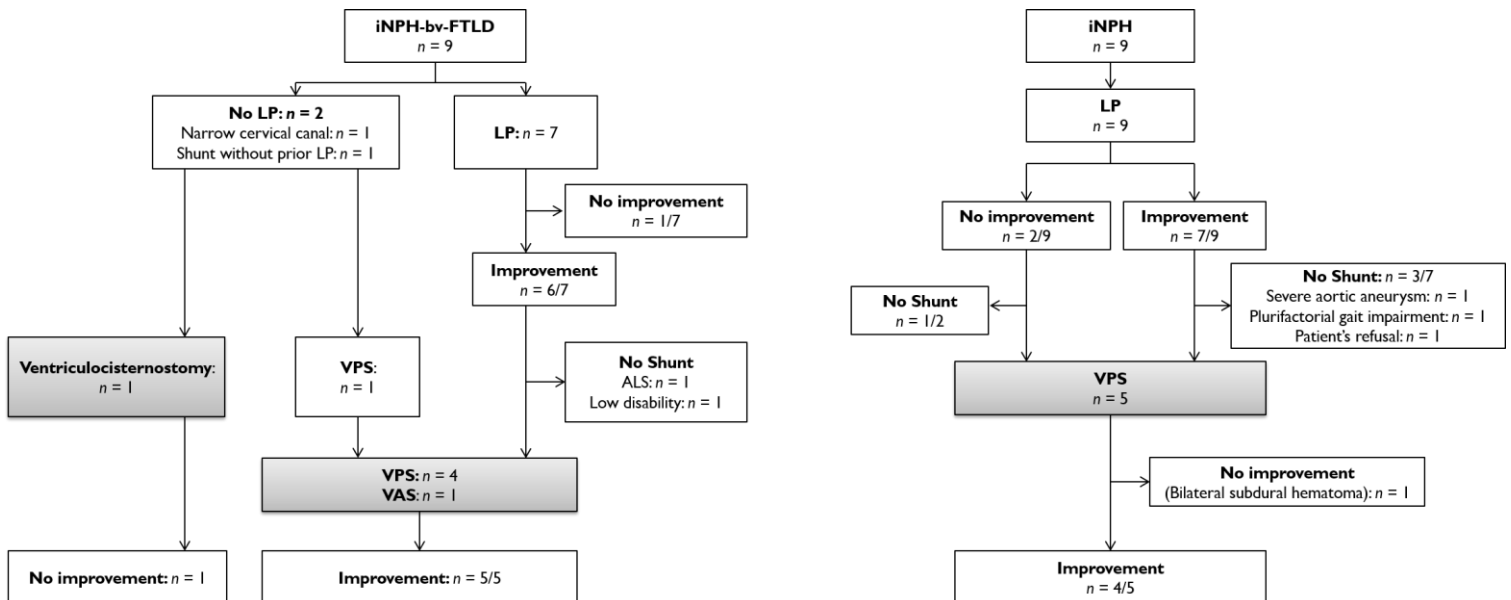 iNPH-bv-FTLD
n = 9
No LP: n = 2
Narrow cervical canal: n = 1
Shunt without prior LP: n = 1
LP: n = 7
No improvement
n = 1/7
Improvement
n = 6/7
Ventriculocisternostomy:
n = 1
VPS:
n = 1
No Shunt
ALS: n = 1
Low disability: n = 1
VPS: n = 4
VAS: n = 1
No improvement: n = 1
Improvement: n = 5/5
iNPH
n = 9
LP
n = 9
No improvement
n = 2/9
Improvement
n = 7/9
No Shunt
n = 1/2
No Shunt: n = 3/7
Severe aortic aneurysm: n = 1
Plurifactorial gait impairment: n = 1
Patient's refusal: n = 1
VPS
n = 5
No improvement
(Bilateral subdural hematoma): n = 1
Improvement
n = 4/5